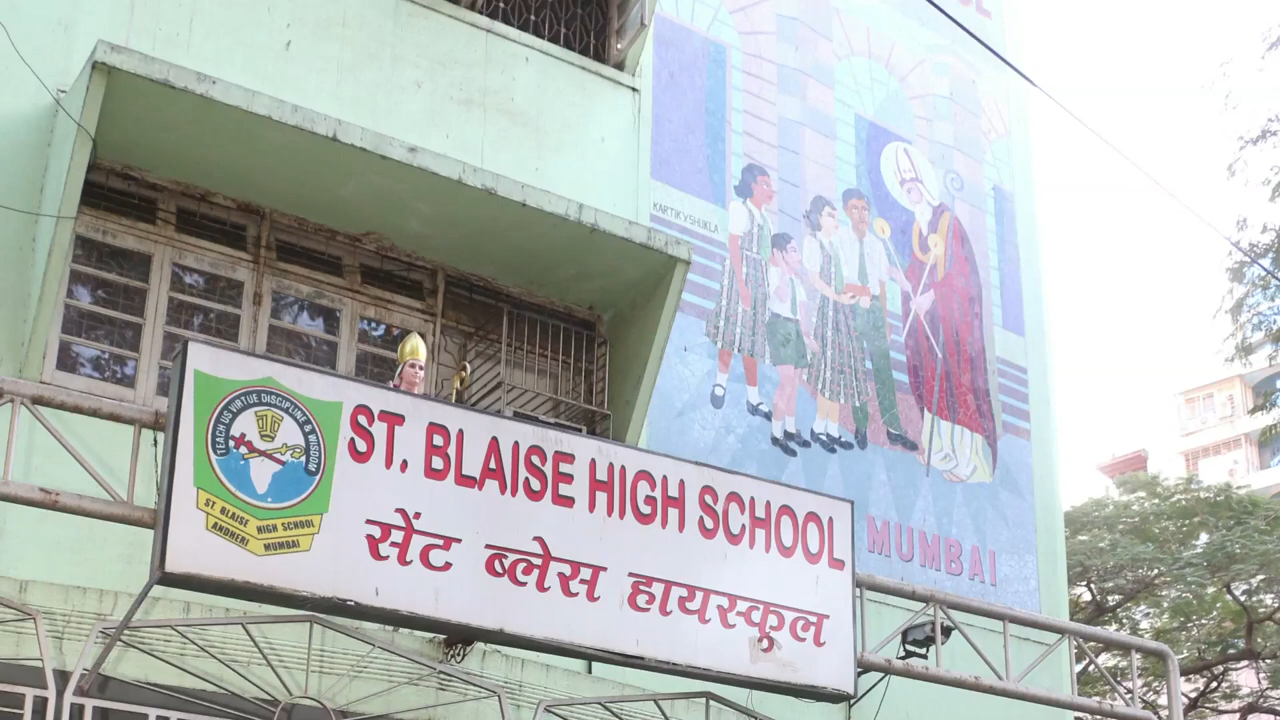 KARTIKYSHUKLA
TEACH US VIRTUE DISCIPLINE & WISDOM
ST. BLAISE HIGH SCHOOL
ANDHERI
MUMBAI
ST. BLAISE HIGH SCHOOL
सेंट ब्लेस हायस्कुल
MUMBAI